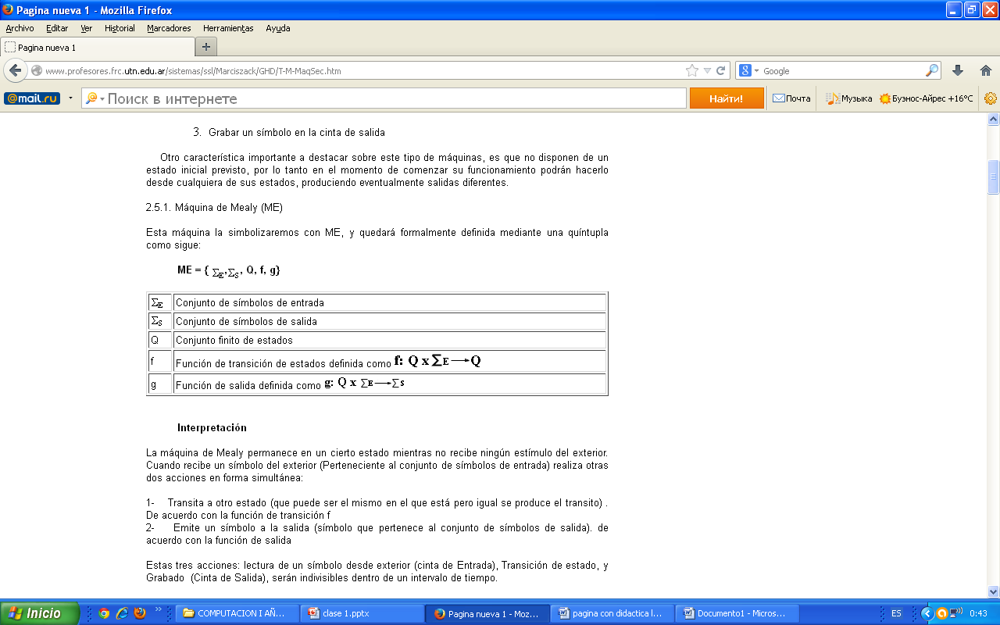 Pagina nueva 1 - Mozilla Firefox
Archivo Editar Ver Historial Marcadores Herramientas Ayuda
Pagina nueva 1
www.profesores.frc.utn.edu.ar/sistemas/ssl/Marciszack/GHD/T-M-MaqSec.htm
Google
@mail.ru Поиск в интернете Найти! Почта Музыка Буэнос-Айрес +16°C
3. Grabar un símbolo en la cinta de salida
Otro característica importante a destacar sobre este tipo de máquinas, es que no disponen de un
estado inicial previsto, por lo tanto en el momento de comenzar su funcionamiento podrán hacerlo
desde cualquiera de sus estados, produciendo eventualmente salidas diferentes.
2.5.1. Máquina de Mealy (ME)
Esta máquina la simbolizaremos con ME, y quedará formalmente definida mediante una quíntupla
como sigue:
ME = { ΣE,ΣS, Q, f, g}
ΣE Conjunto de símbolos de entrada
ΣS Conjunto de símbolos de salida
Q Conjunto finito de estados
f Función de transición de estados definida como f: Q x ΣE→Q
g Función de salida definida como g: Q x ΣE→ΣS
Interpretación
La máquina de Mealy permanece en un cierto estado mientras no recibe ningún estímulo del exterior.
Cuando recibe un símbolo del exterior (Perteneciente al conjunto de símbolos de entrada) realiza otras
dos acciones en forma simultánea:
1- Transita a otro estado (que puede ser el mismo en el que está pero igual se produce el transito) .
De acuerdo con la función de transición f
2- Emite un símbolo a la salida (símbolo que pertenece al conjunto de símbolos de salida). de
acuerdo con la función de salida
Estas tres acciones: lectura de un símbolo desde exterior (cinta de Entrada), Transición de estado, y
Grabado (Cinta de Salida), serán indivisibles dentro de un intervalo de tiempo.
Inicio COMPUTACION I AÑ... clase 1.pptx Pagina nueva 1 - Moz... pagina con didactica l... Documento1 - Micros... ES 0:43